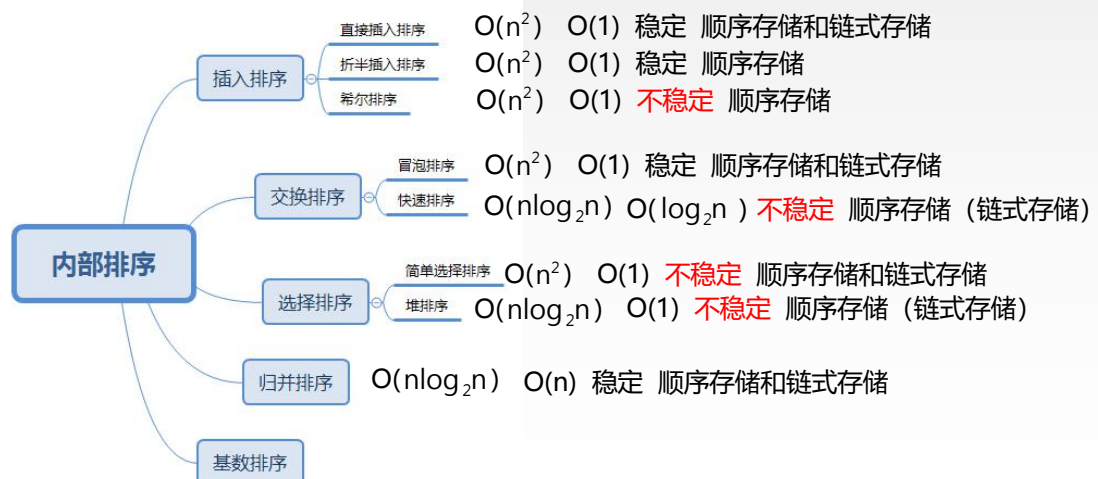 直接插入排序 O(n²) O(1) 稳定 顺序存储和链式存储
插入排序
折半插入排序 O(n²) O(1) 稳定 顺序存储
希尔排序 O(n²) O(1) 不稳定 顺序存储
冒泡排序 O(n²) O(1) 稳定 顺序存储和链式存储
交换排序
快速排序 O(nlog₂n) O(log₂n) 不稳定 顺序存储（链式存储）
内部排序
简单选择排序 O(n²) O(1) 不稳定 顺序存储和链式存储
选择排序
堆排序 O(nlog₂n) O(1) 不稳定 顺序存储（链式存储）
归并排序 O(nlog₂n) O(n) 稳定 顺序存储和链式存储
基数排序